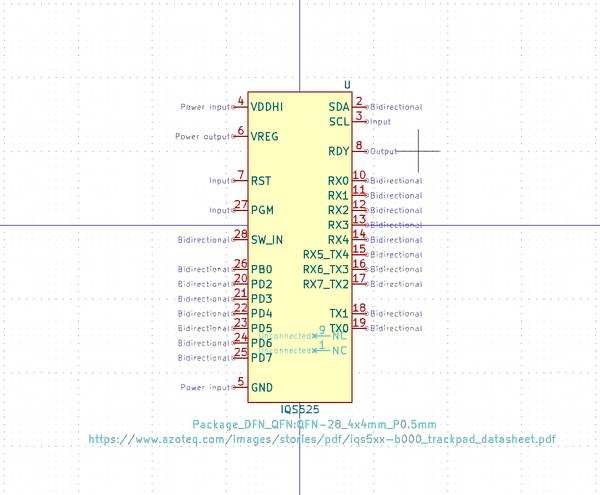 U
Power input 4 VDDHI SDA 2 Bidirectional
SCL 3 Input
Power output 6 VREG
RDY 8 Output
Input 7 RST RX0 10 Bidirectional
RX1 11 Bidirectional
Input 27 PGM RX2 12 Bidirectional
RX3 13 Bidirectional
Bidirectional 28 SW_IN RX4 14 Bidirectional
RX5_TX4 15 Bidirectional
Bidirectional 26 PB0 RX6_TX3 16 Bidirectional
Bidirectional 20 PD2 RX7_TX2 17 Bidirectional
Bidirectional 21 PD3
Bidirectional 22 PD4 TX1 18 Bidirectional
Bidirectional 23 PD5 TX0 19 Bidirectional
Unconnected 9 NC
Bidirectional 24 PD6
Unconnected 1 NC
Bidirectional 25 PD7
Power input 5 GND
IQS525
Package_DFN_QFN:QFN-28_4x4mm_P0.5mm
https://www.azoteq.com/images/stories/pdf/iqs5xx-b000_trackpad_datasheet.pdf